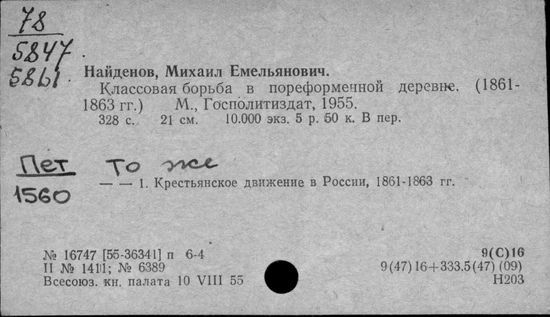 78
5847
5861
Найденов, Михаил Емельянович.
Классовая борьба в пореформенной деревне. (1861-
1863 гг.) М., Госполитиздат, 1955.
328 с. 21 см. 10.000 экз. 5 р. 50 к. В пер.
Пет То же
1560
— — 1. Крестьянское движение в России, 1861-1863 гг.
№ 16747 [55-36341] п 6-4
II № 1411; № 6389
Всесоюз. кн. палата 10 VIII 55
9(С)16
9(47)16+333.5(47) (09)
Н203